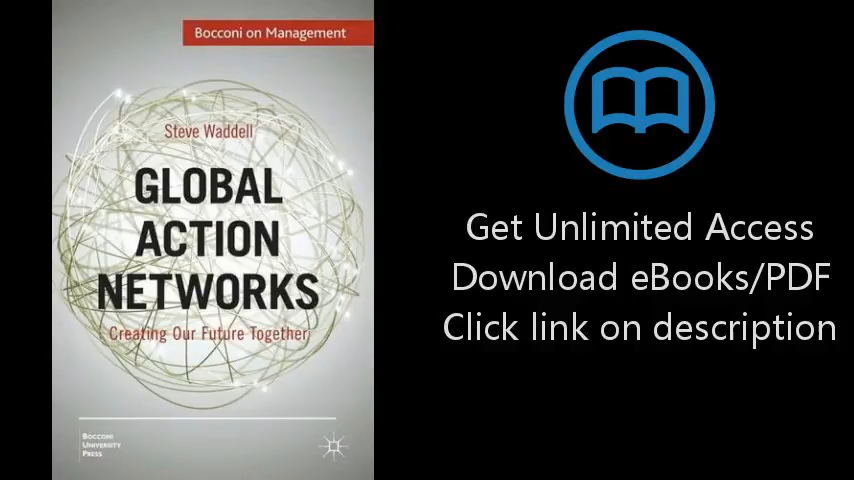 Bocconi on Management
Steve Waddell
GLOBAL
ACTION
NETWORKS
Creating Our Future Together
BOCCONI
UNIVERSITY
PRESS
Get Unlimited Access
Download eBooks/PDF
Click link on description